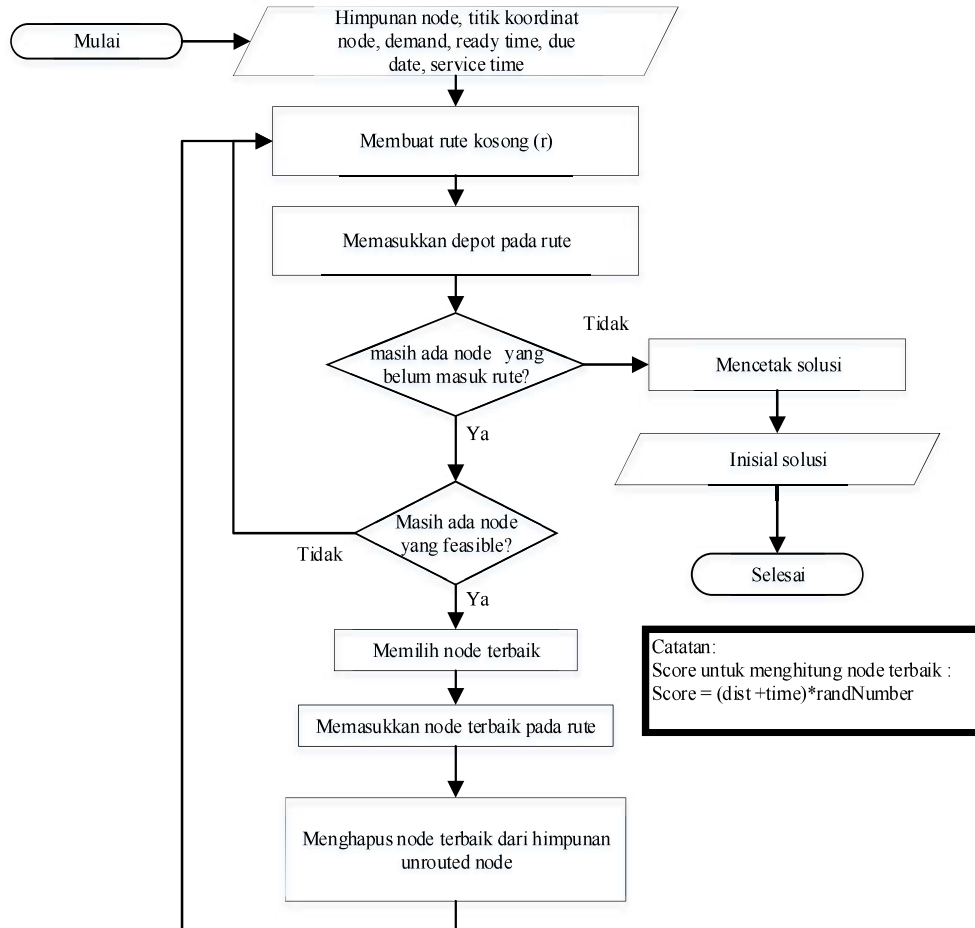 Mulai
Himpunan node, titik koordinat
node, demand, ready time, due
date, service time
Membuat rute kosong (r)
Memasukkan depot pada rute
masih ada node yang
belum masuk rute?
Tidak
Mencetak solusi
Ya
Inisial solusi
Masih ada node
yang feasible?
Tidak
Selesai
Ya
Memilih node terbaik
Catatan:
Score untuk menghitung node terbaik :
Score = (dist +time)*randNumber
Memasukkan node terbaik pada rute
Menghapus node terbaik dari himpunan
unrouted node